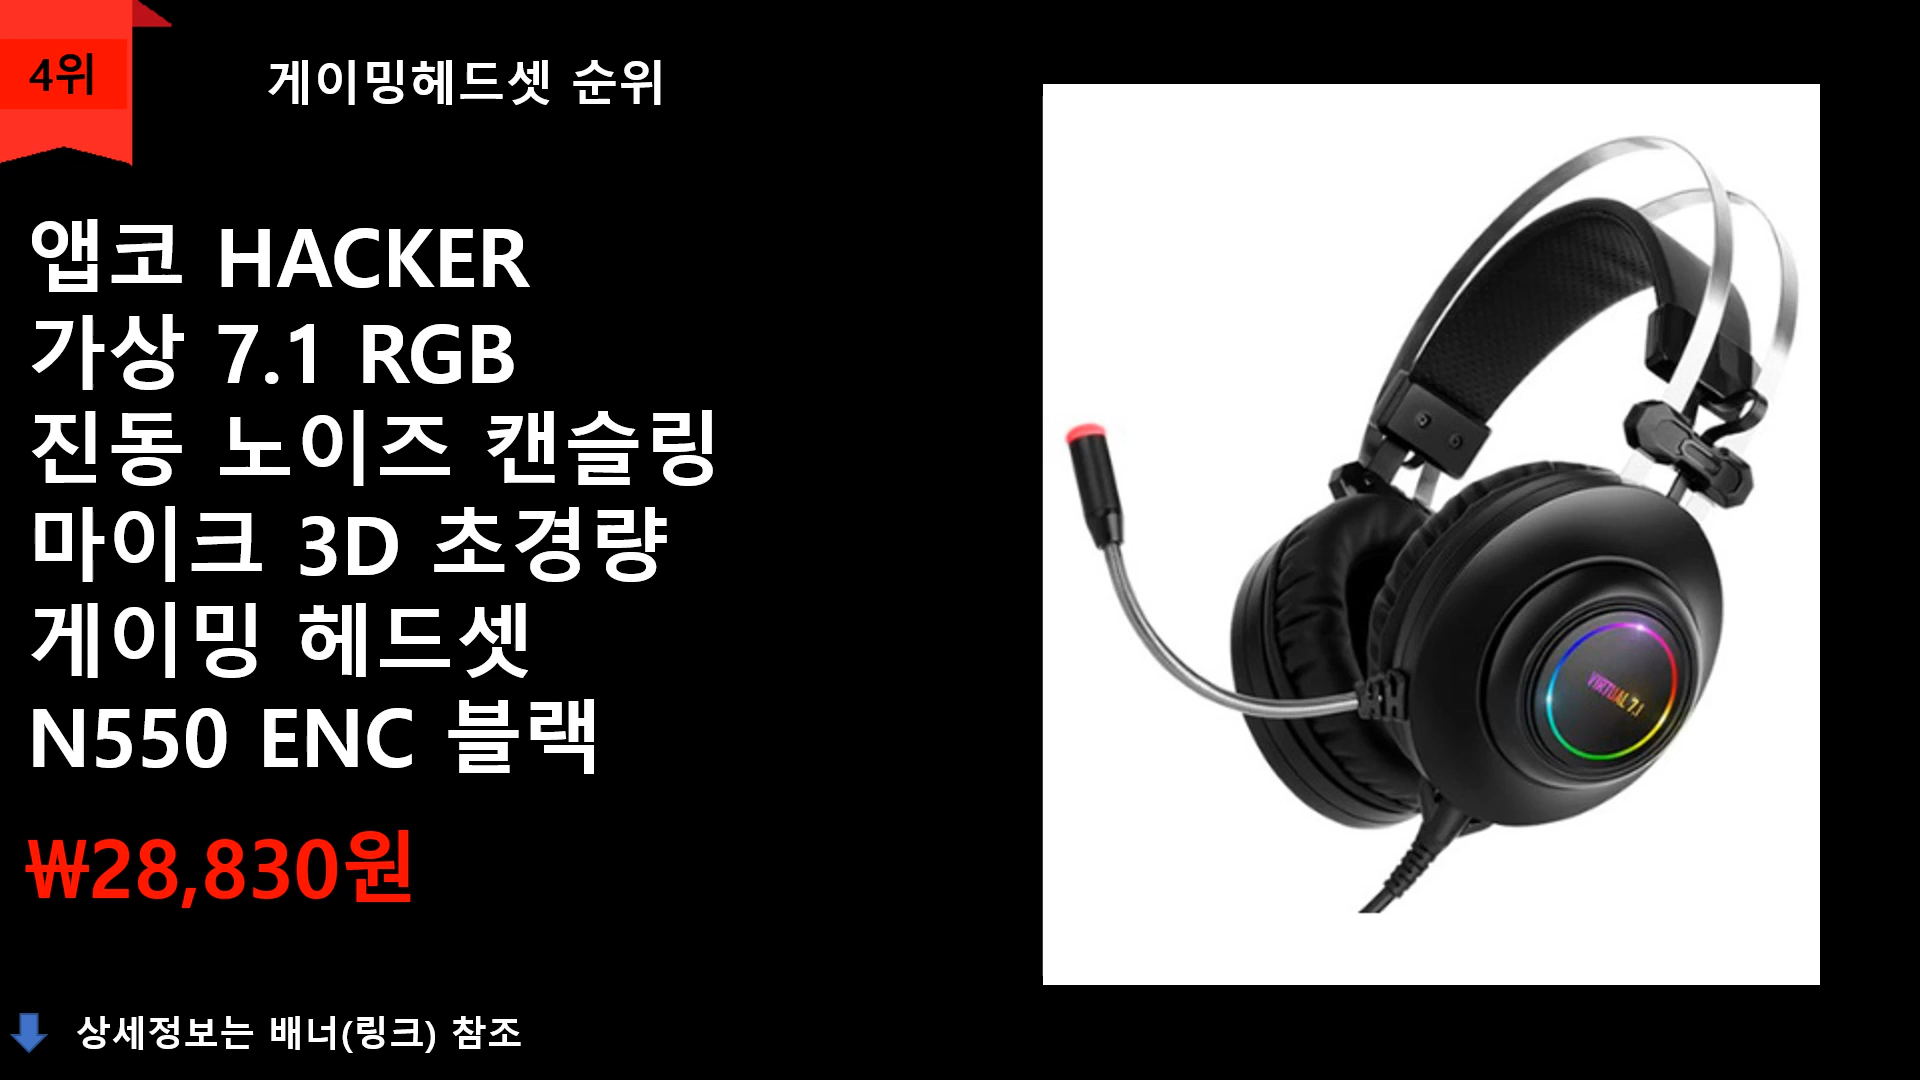 4위
게이밍헤드셋 순위
앱코 HACKER
가상 7.1 RGB
진동 노이즈 캔슬링
마이크 3D 초경량
게이밍 헤드셋
N550 ENC 블랙
₩28,830원
VIRTUAL 7.1
상세정보는 배너(링크) 참조